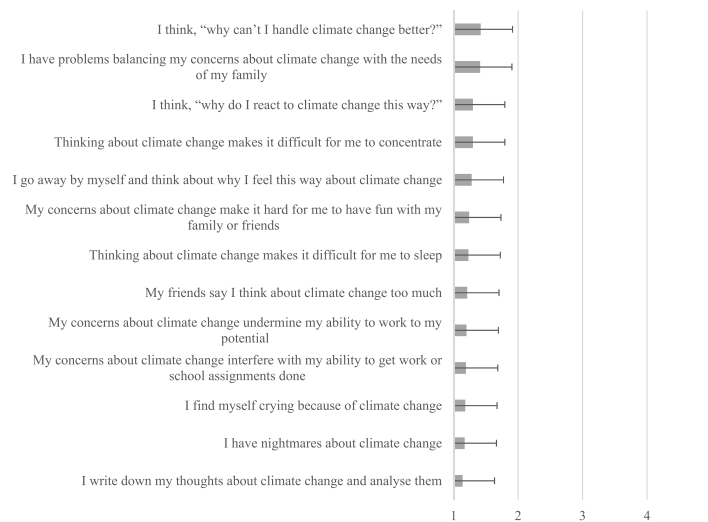 I think, “why can’t I handle climate change better?”
I have problems balancing my concerns about climate change with the needs
of my family
I think, “why do I react to climate change this way?”
Thinking about climate change makes it difficult for me to concentrate
I go away by myself and think about why I feel this way about climate change
My concerns about climate change make it hard for me to have fun with my
family or friends
Thinking about climate change makes it difficult for me to sleep
My friends say I think about climate change too much
My concerns about climate change undermine my ability to work to my
potential
My concerns about climate change interfere with my ability to get work or
school assignments done
I find myself crying because of climate change
I have nightmares about climate change
I write down my thoughts about climate change and analyse them
1 2 3 4